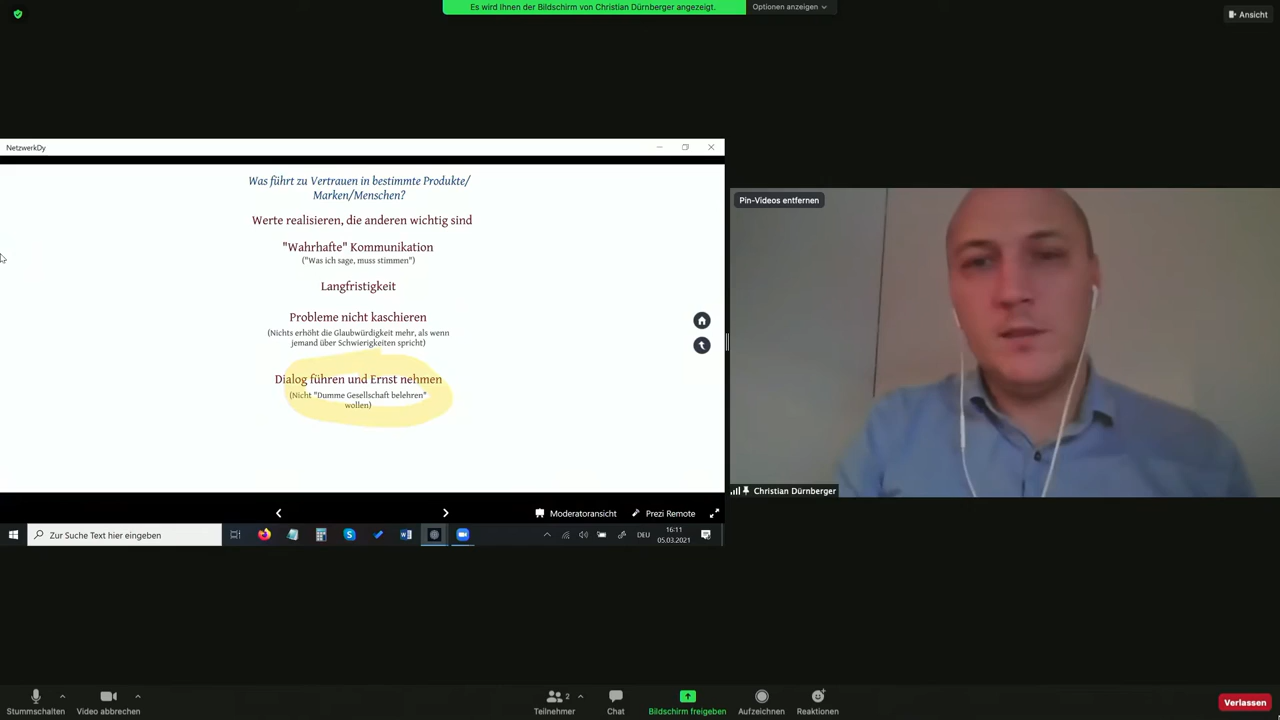 Es wird Ihnen der Bildschirm von Christian Dürnberger angezeigt.
Optionen anzeigen
Ansicht
NetzwerkDy
Was führt zu Vertrauen in bestimmte Produkte/
Marken/Menschen?
Werte realisieren, die anderen wichtig sind
"Wahrhafte" Kommunikation
("Was ich sage, muss stimmen")
Langfristigkeit
Probleme nicht kaschieren
(Nichts erhöht die Glaubwürdigkeit mehr, als wenn
jemand über Schwierigkeiten spricht)
Dialog führen und Ernst nehmen
(Nicht "Dumme Gesellschaft belehren"
wollen)
Pin-Videos entfernen
Christian Dürnberger
Moderatoransicht
Prezi Remote
Zur Suche Text hier eingeben
DEU
16:11
05.03.2021
Stummschalten
Video abbrechen
2
Teilnehmer
Chat
Bildschirm freigeben
Aufzeichnen
Reaktionen
Verlassen